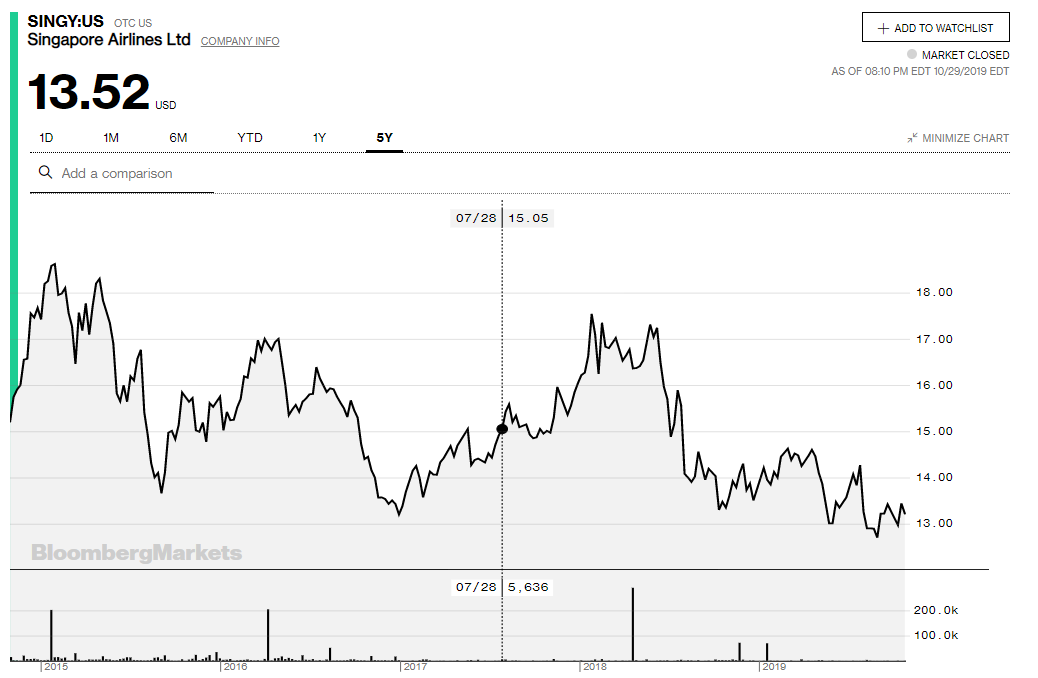 SINGY:US OTC US
Singapore Airlines Ltd COMPANY INFO
+ ADD TO WATCHLIST
MARKET CLOSED
AS OF 08:10 PM EDT 10/29/2019 EDT
13.52 USD
1D 1M 6M YTD 1Y 5Y
MINIMIZE CHART
Add a comparison
07/28 15.05
18.00
17.00
16.00
15.00
14.00
13.00
BloombergMarkets
07/28 5,636
200.0k
100.0k
2015 2016 2017 2018 2019